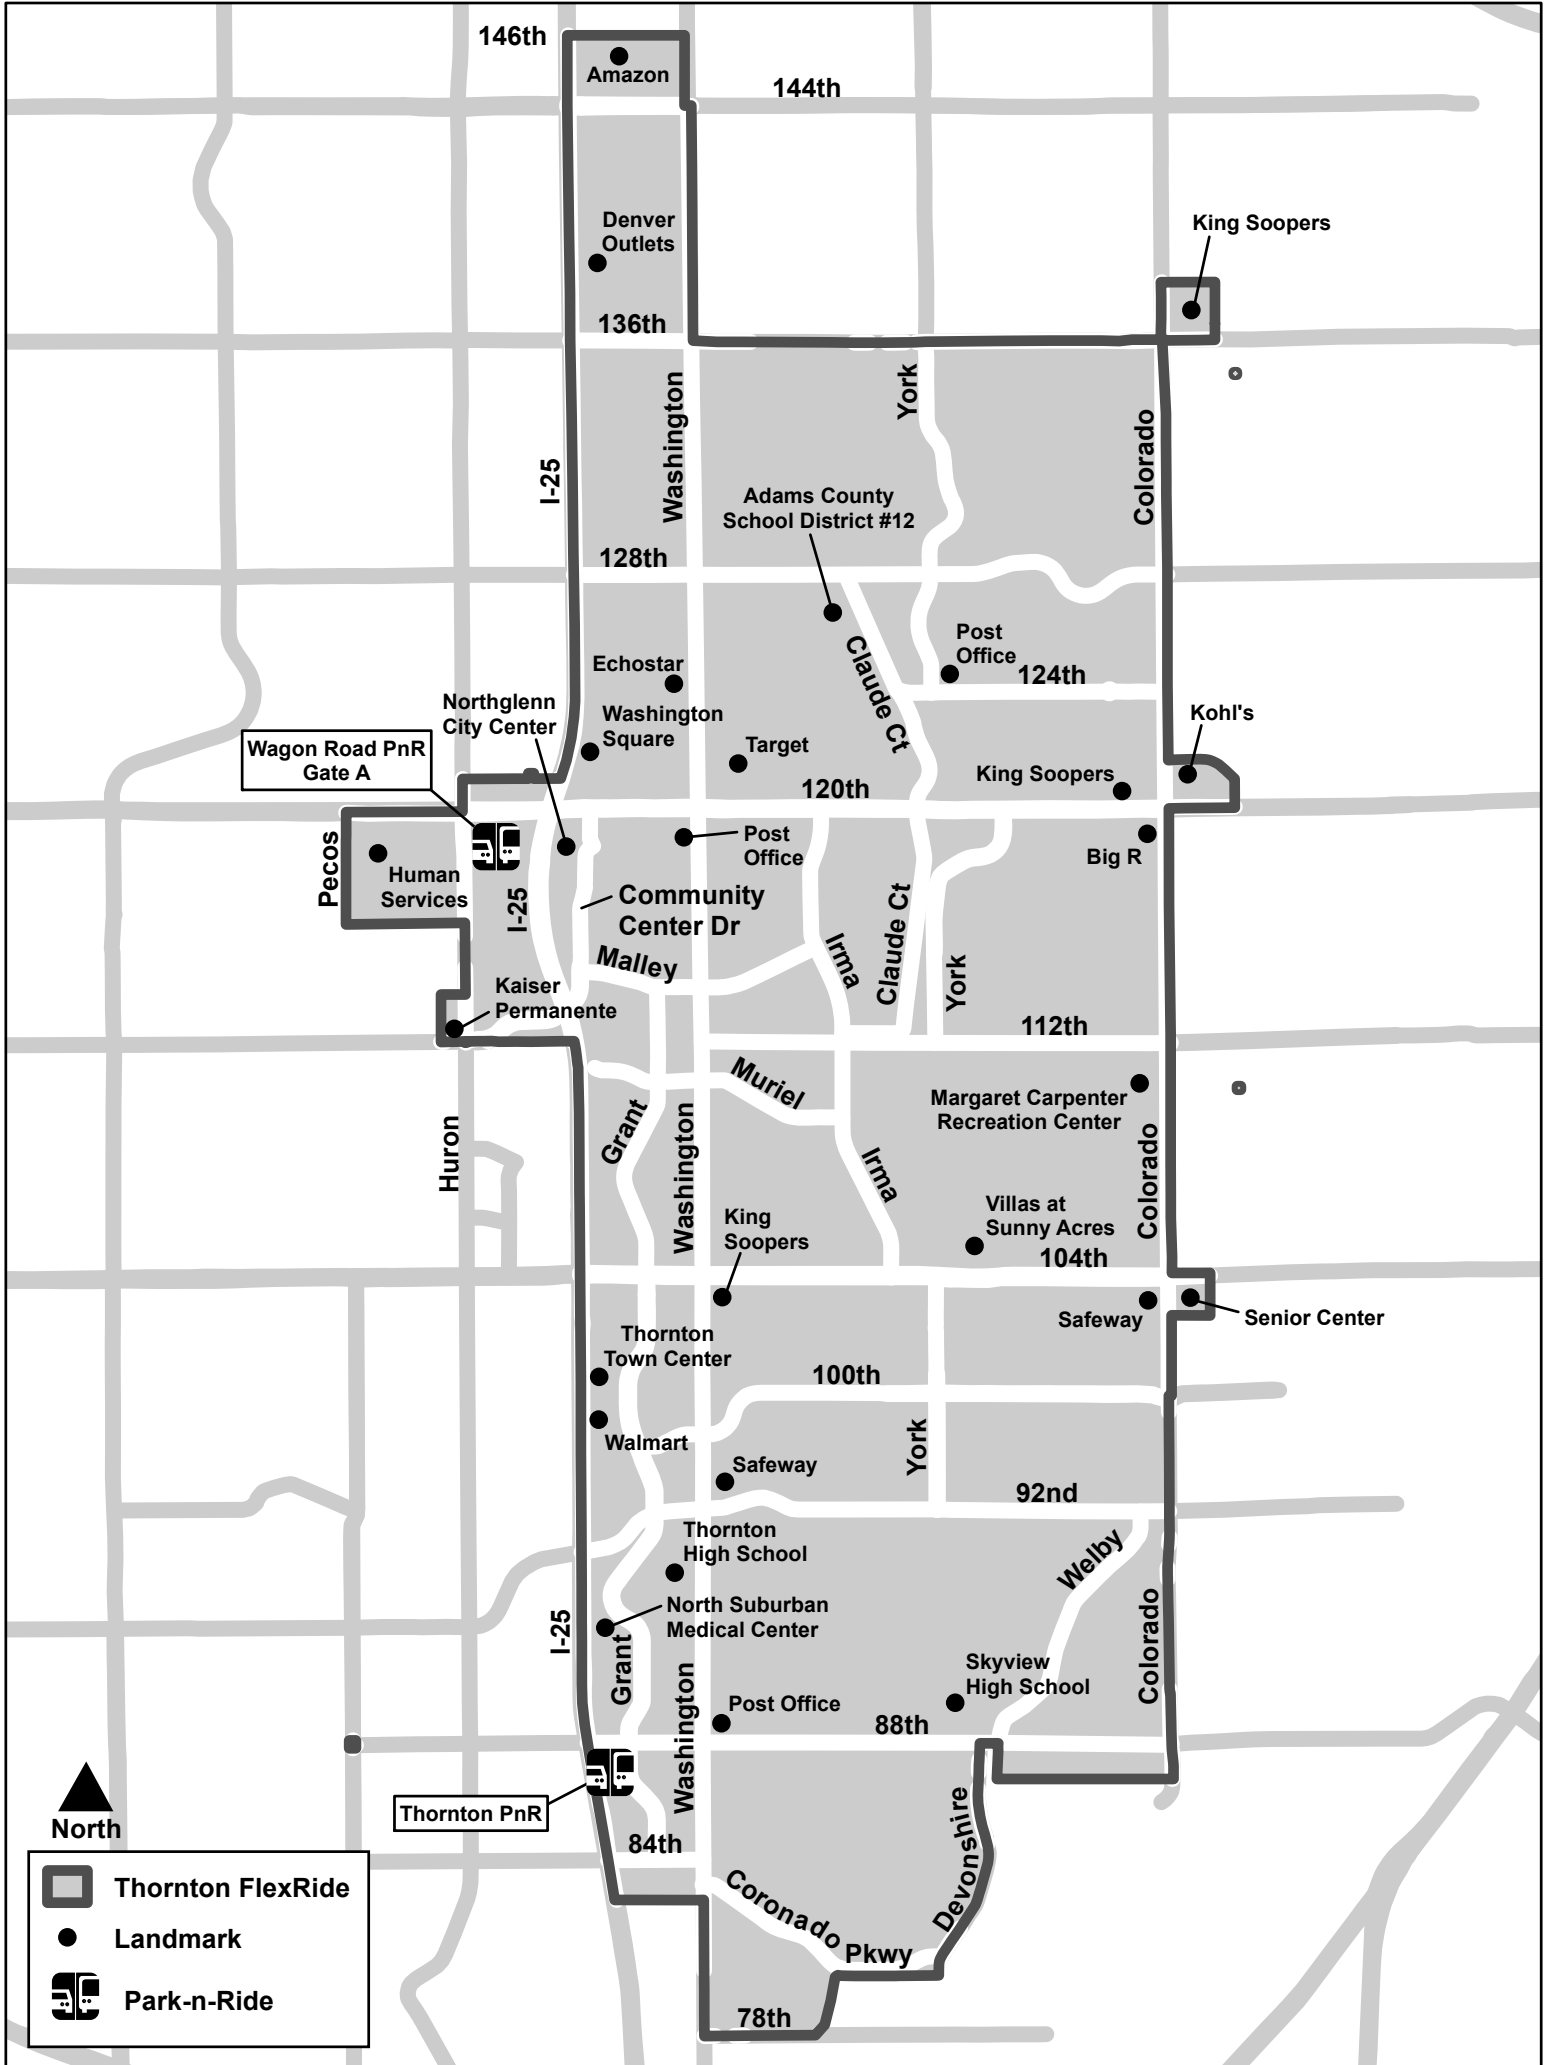 146th
Amazon
144th
Denver
Outlets
King Soopers
136th
York
Washington
Colorado
I-25
Adams County
School District #12
128th
Post
Office
Claude Ct
Echostar
124th
Northglenn
City Center
Washington
Square
Kohl's
Wagon Road PnR
Gate A
Target
King Soopers
120th
Pecos
Human
Services
Post
Office
Big R
I-25
Community
Center Dr
Claude Ct
Irma
Malley
York
Kaiser
Permanente
112th
Muriel
Margaret Carpenter
Recreation Center
Grant
Huron
Washington
Irma
Colorado
King
Soopers
Villas at
Sunny Acres
104th
Safeway
Senior Center
Thornton
Town Center
100th
Walmart
York
Safeway
92nd
Thornton
High School
Welby
North Suburban
Medical Center
I-25
Grant
Colorado
Skyview
High School
Washington
Post Office
88th
Thornton PnR
North
84th
Devonshire
Coronado
Pkwy
78th
Thornton FlexRide
Landmark
Park-n-Ride